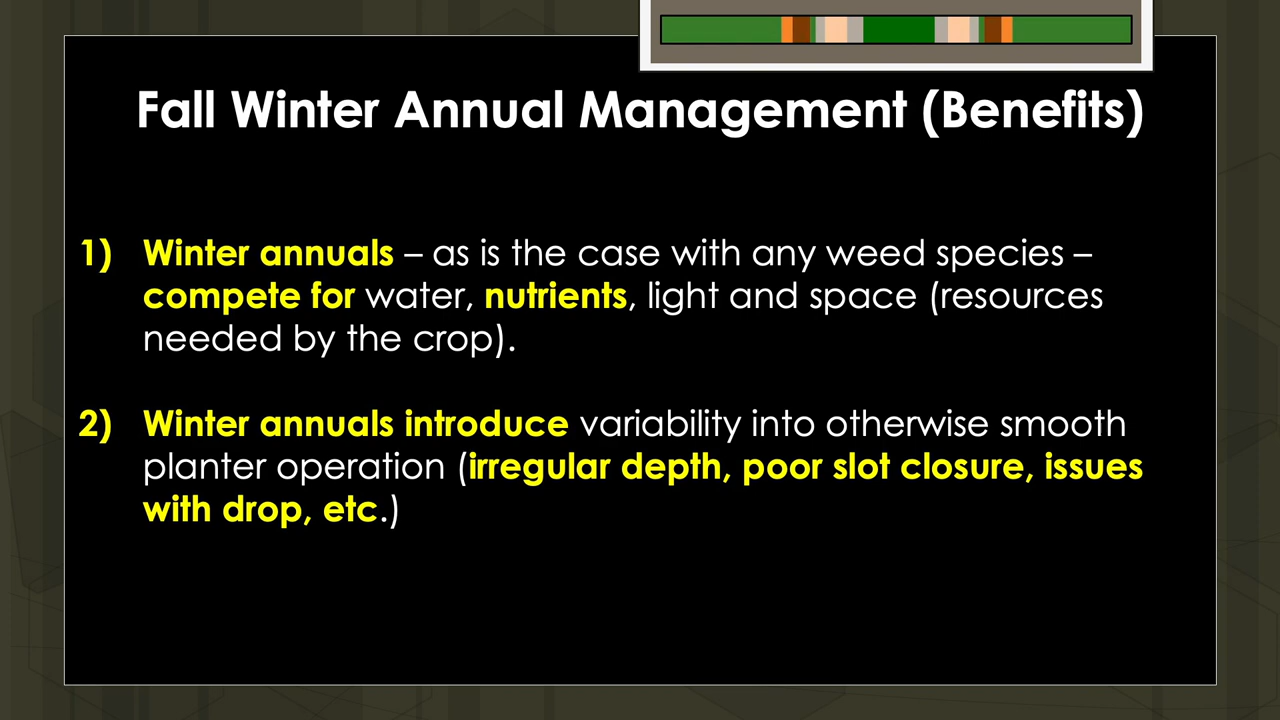 Fall Winter Annual Management (Benefits)
1) Winter annuals – as is the case with any weed species –
compete for water, nutrients, light and space (resources
needed by the crop).
2) Winter annuals introduce variability into otherwise smooth
planter operation (irregular depth, poor slot closure, issues
with drop, etc.)